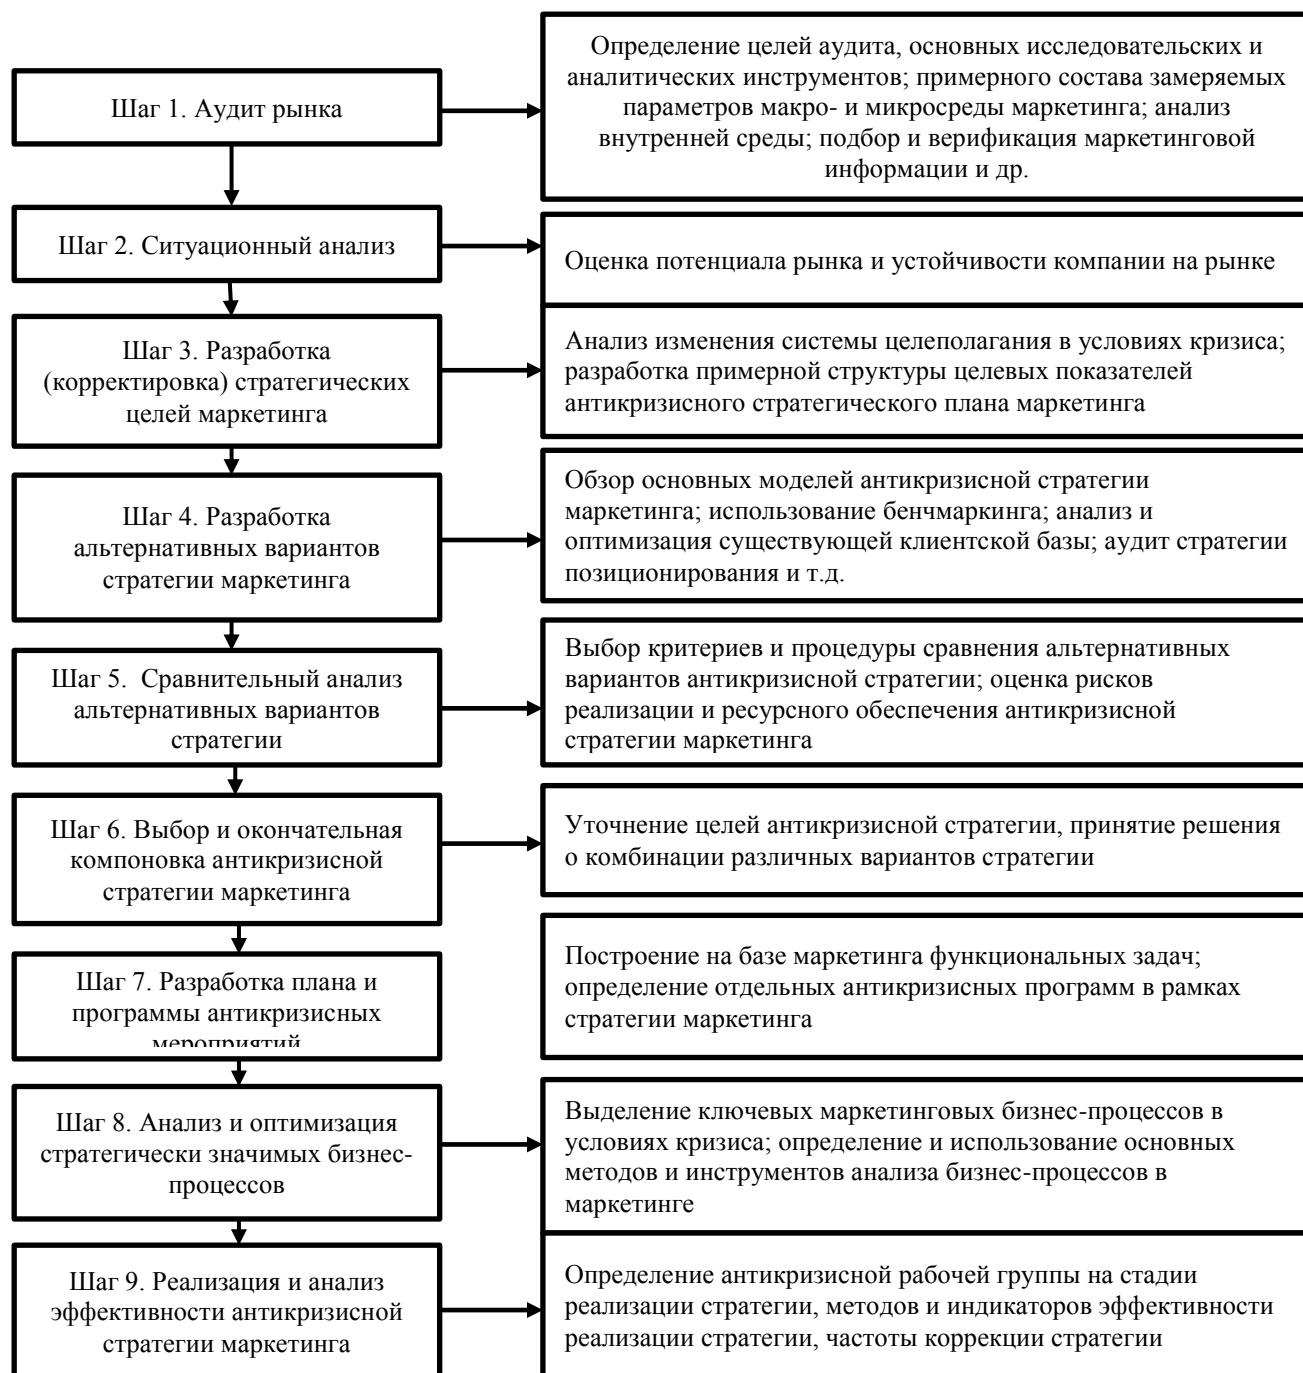 Шаг 1. Аудит рынка
Определение целей аудита, основных исследовательских и
аналитических инструментов; примерного состава замеряемых
параметров макро- и микросреды маркетинга; анализ
внутренней среды; подбор и верификация маркетинговой
информации и др.
Шаг 2. Ситуационный анализ
Оценка потенциала рынка и устойчивости компании на рынке
Шаг 3. Разработка
(корректировка) стратегических
целей маркетинга
Анализ изменения системы целеполагания в условиях кризиса;
разработка примерной структуры целевых показателей
антикризисного стратегического плана маркетинга
Шаг 4. Разработка
альтернативных вариантов
стратегии маркетинга
Обзор основных моделей антикризисной стратегии
маркетинга; использование бенчмаркинга; анализ и
оптимизация существующей клиентской базы; аудит стратегии
позиционирования и т.д.
Шаг 5.  Сравнительный анализ
альтернативных вариантов
стратегии
Выбор критериев и процедуры сравнения альтернативных
вариантов антикризисной стратегии; оценка рисков
реализации и ресурсного обеспечения антикризисной
стратегии маркетинга
Шаг 6. Выбор и окончательная
компоновка антикризисной
стратегии маркетинга
Уточнение целей антикризисной стратегии, принятие решения
о комбинации различных вариантов стратегии
Шаг 7. Разработка плана и
программы антикризисных
мероприятий
Построение на базе маркетинга функциональных задач;
определение отдельных антикризисных программ в рамках
стратегии маркетинга
Шаг 8. Анализ и оптимизация
стратегически значимых бизнес-
процессов
Выделение ключевых маркетинговых бизнес-процессов в
условиях кризиса; определение и использование основных
методов и инструментов анализа бизнес-процессов в
маркетинге
Шаг 9. Реализация и анализ
эффективности антикризисной
стратегии маркетинга
Определение антикризисной рабочей группы на стадии
реализации стратегии, методов и индикаторов эффективности
реализации стратегии, частоты коррекции стратегии